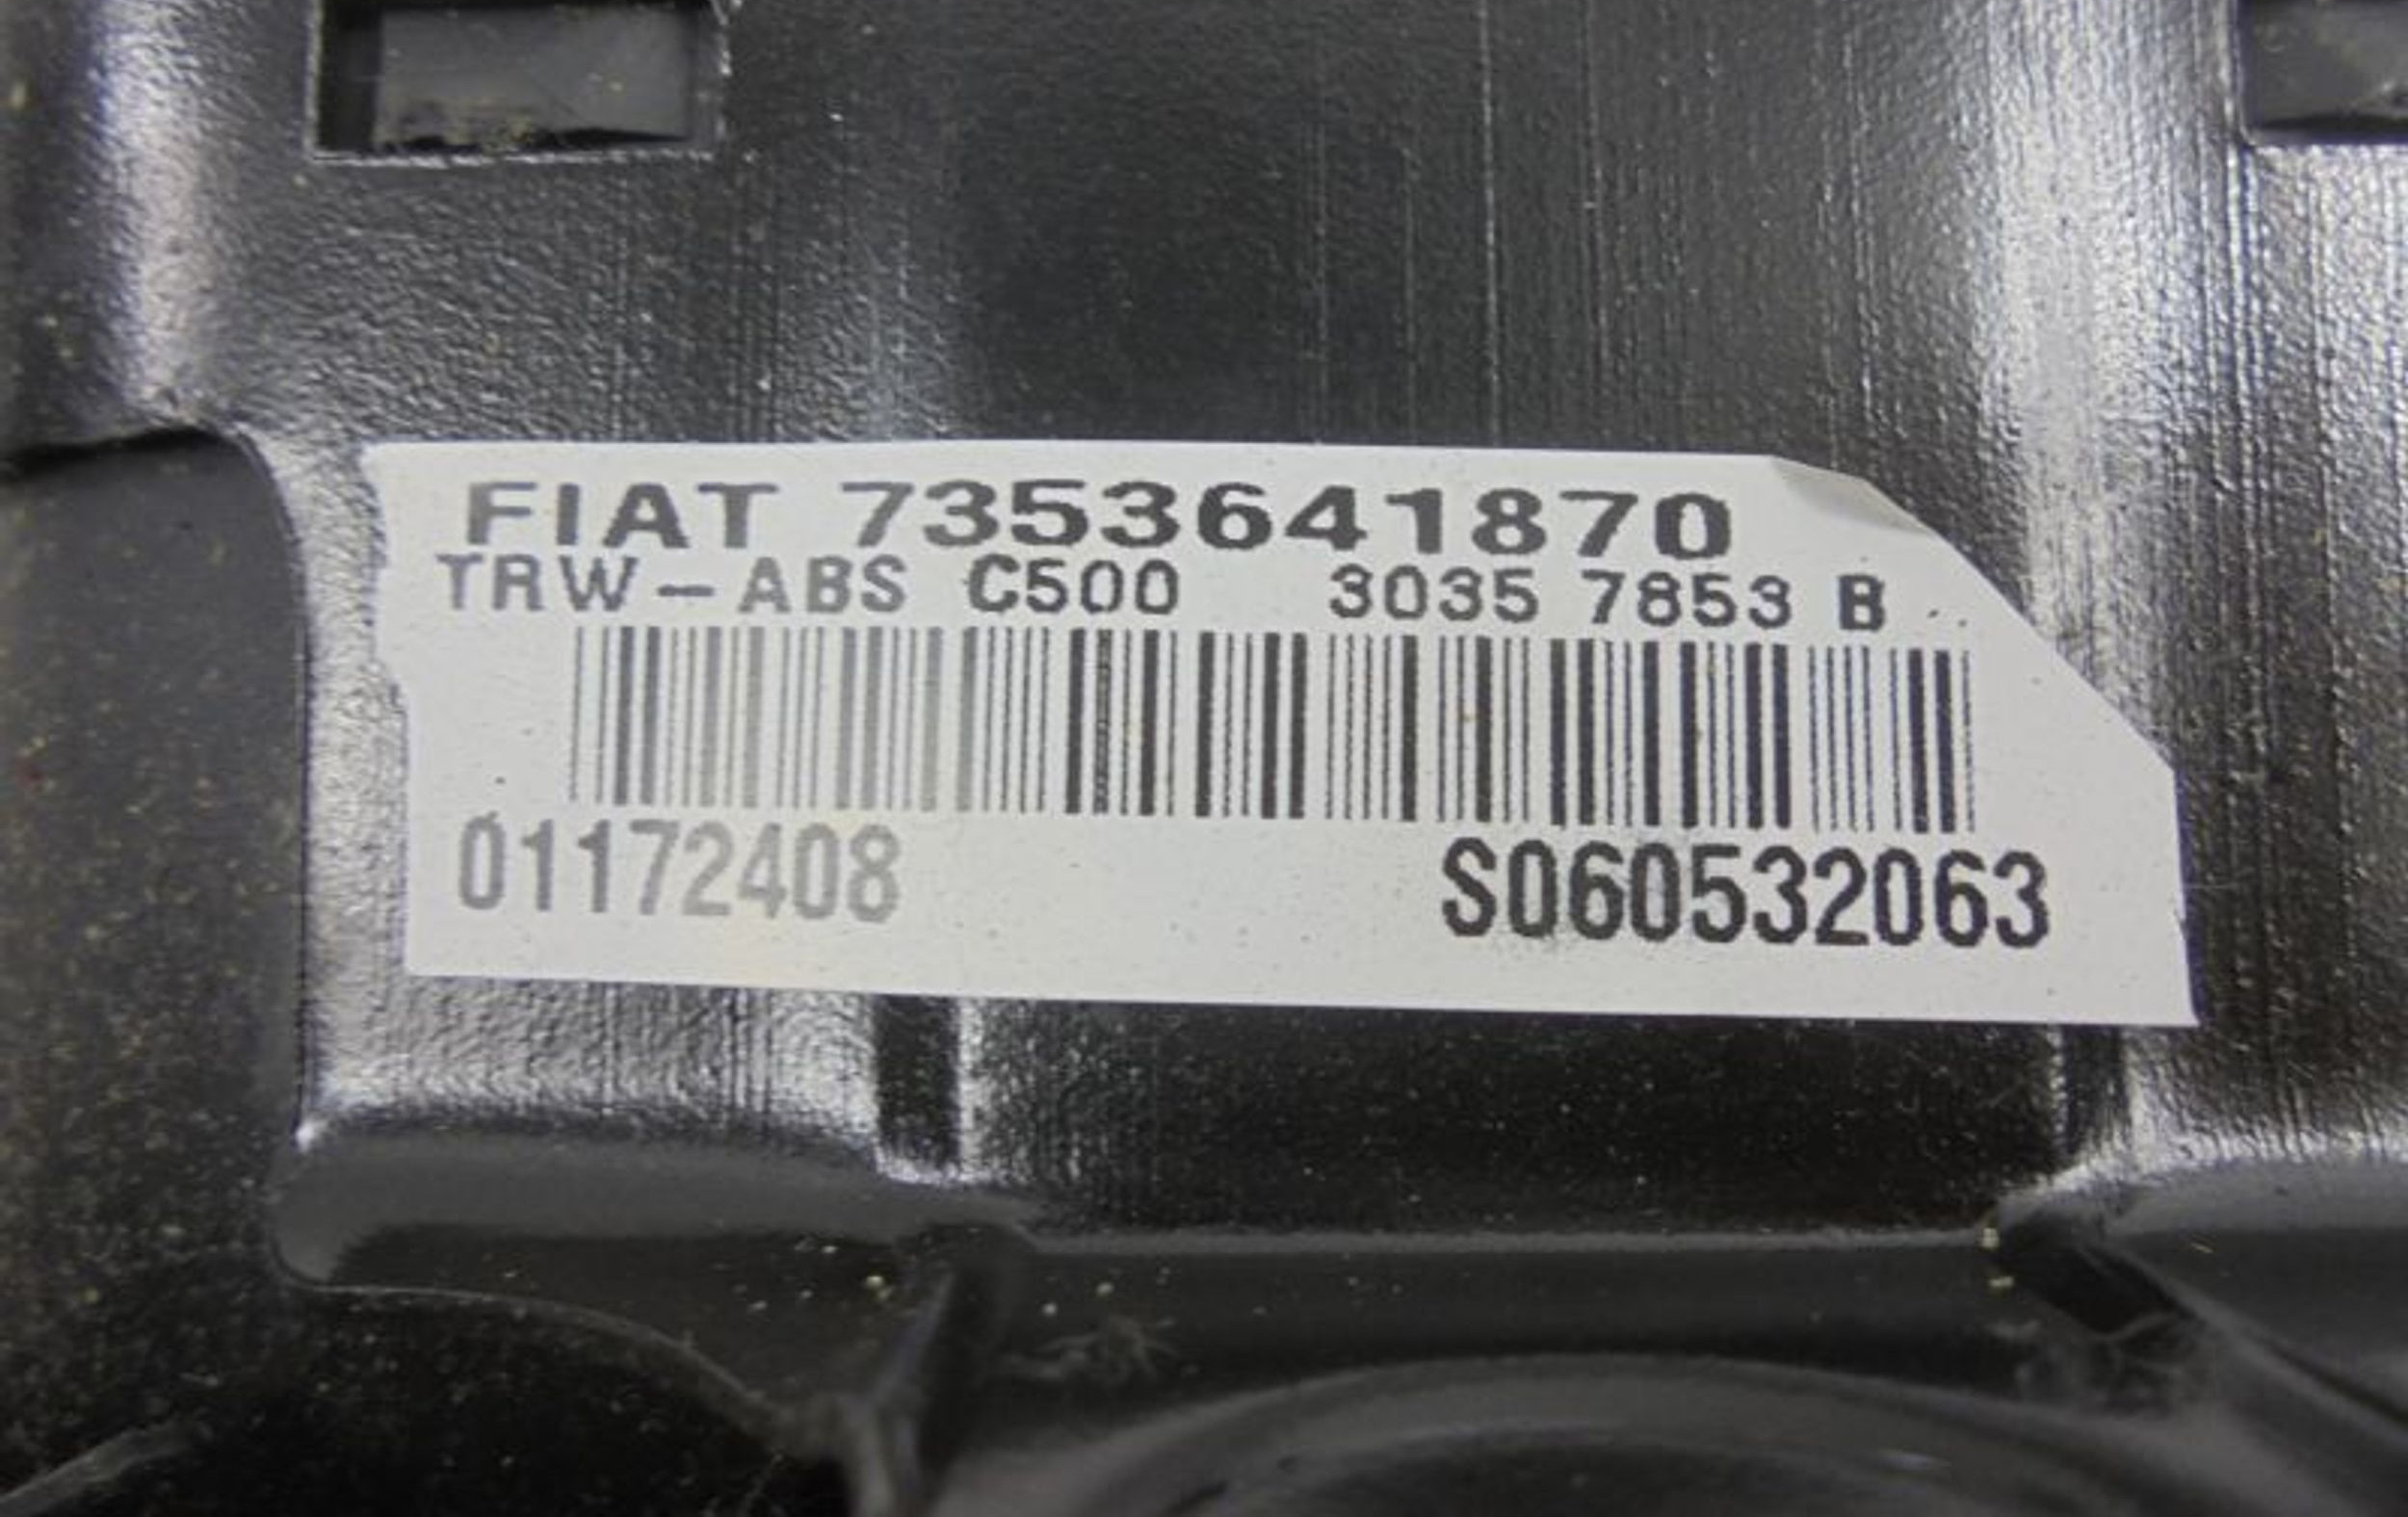 FIAT 7353641870
TRW-ABS C500 3035 7853 B
01172408 S060532063